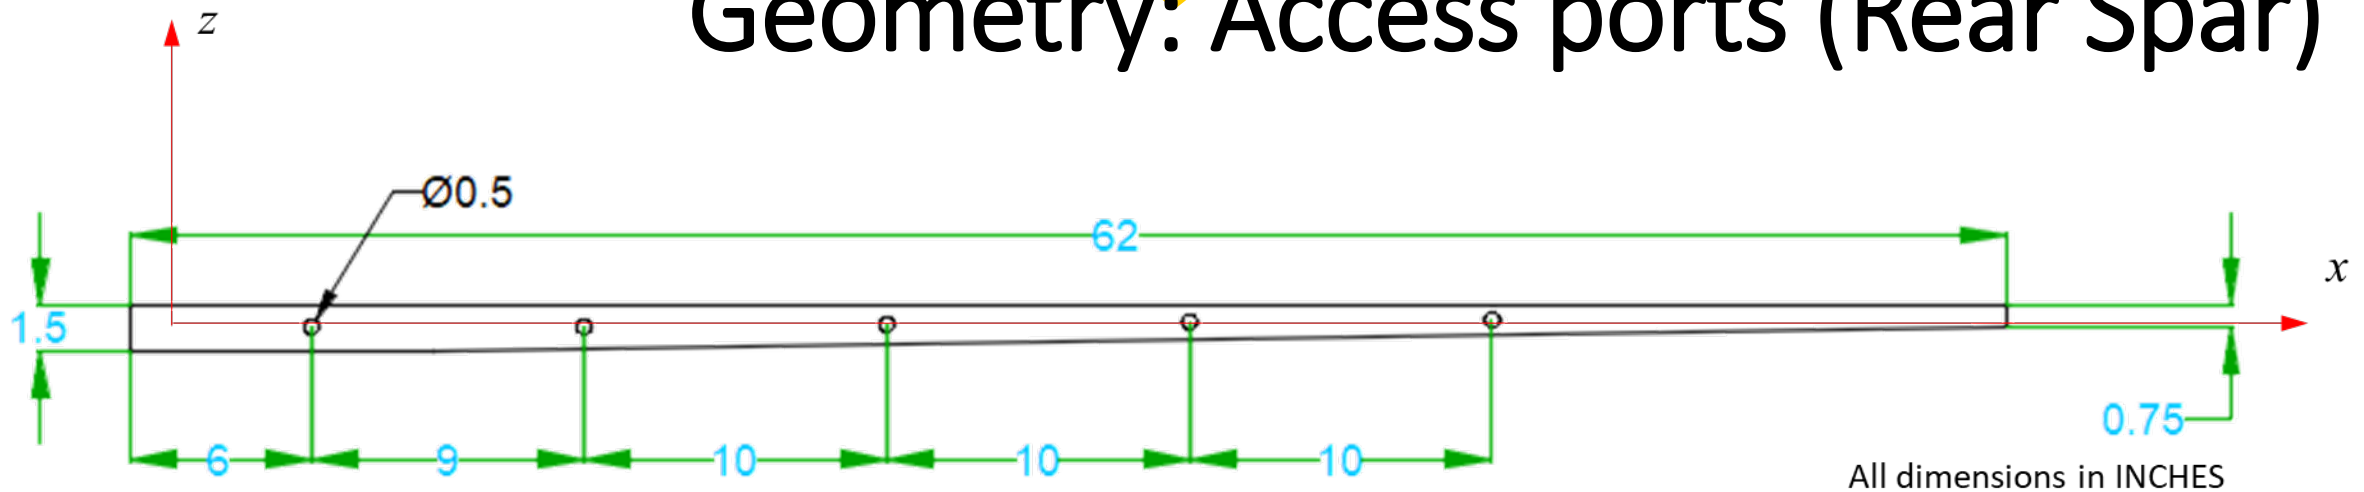 Geometry: Access ports (Rear Spar)
z
Ø0.5
62
x
1.5
0.75
6 9 10 10 10
All dimensions in INCHES